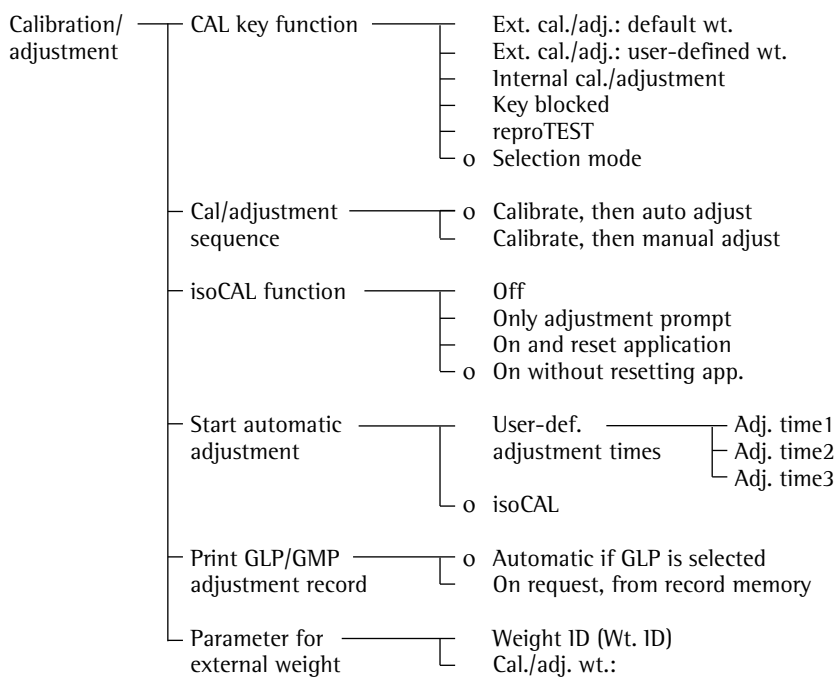 Calibration/
adjustment
CAL key function
Ext. cal./adj.: default wt.
Ext. cal./adj.: user-defined wt.
Internal cal./adjustment
Key blocked
reproTEST
o Selection mode
Cal/adjustment
sequence
o Calibrate, then auto adjust
Calibrate, then manual adjust
isoCAL function
Off
Only adjustment prompt
On and reset application
o On without resetting app.
Start automatic
adjustment
User-def.
adjustment times
Adj. time1
Adj. time2
Adj. time3
o isoCAL
Print GLP/GMP
adjustment record
o Automatic if GLP is selected
On request, from record memory
Parameter for
external weight
Weight ID (Wt. ID)
Cal./adj. wt.: